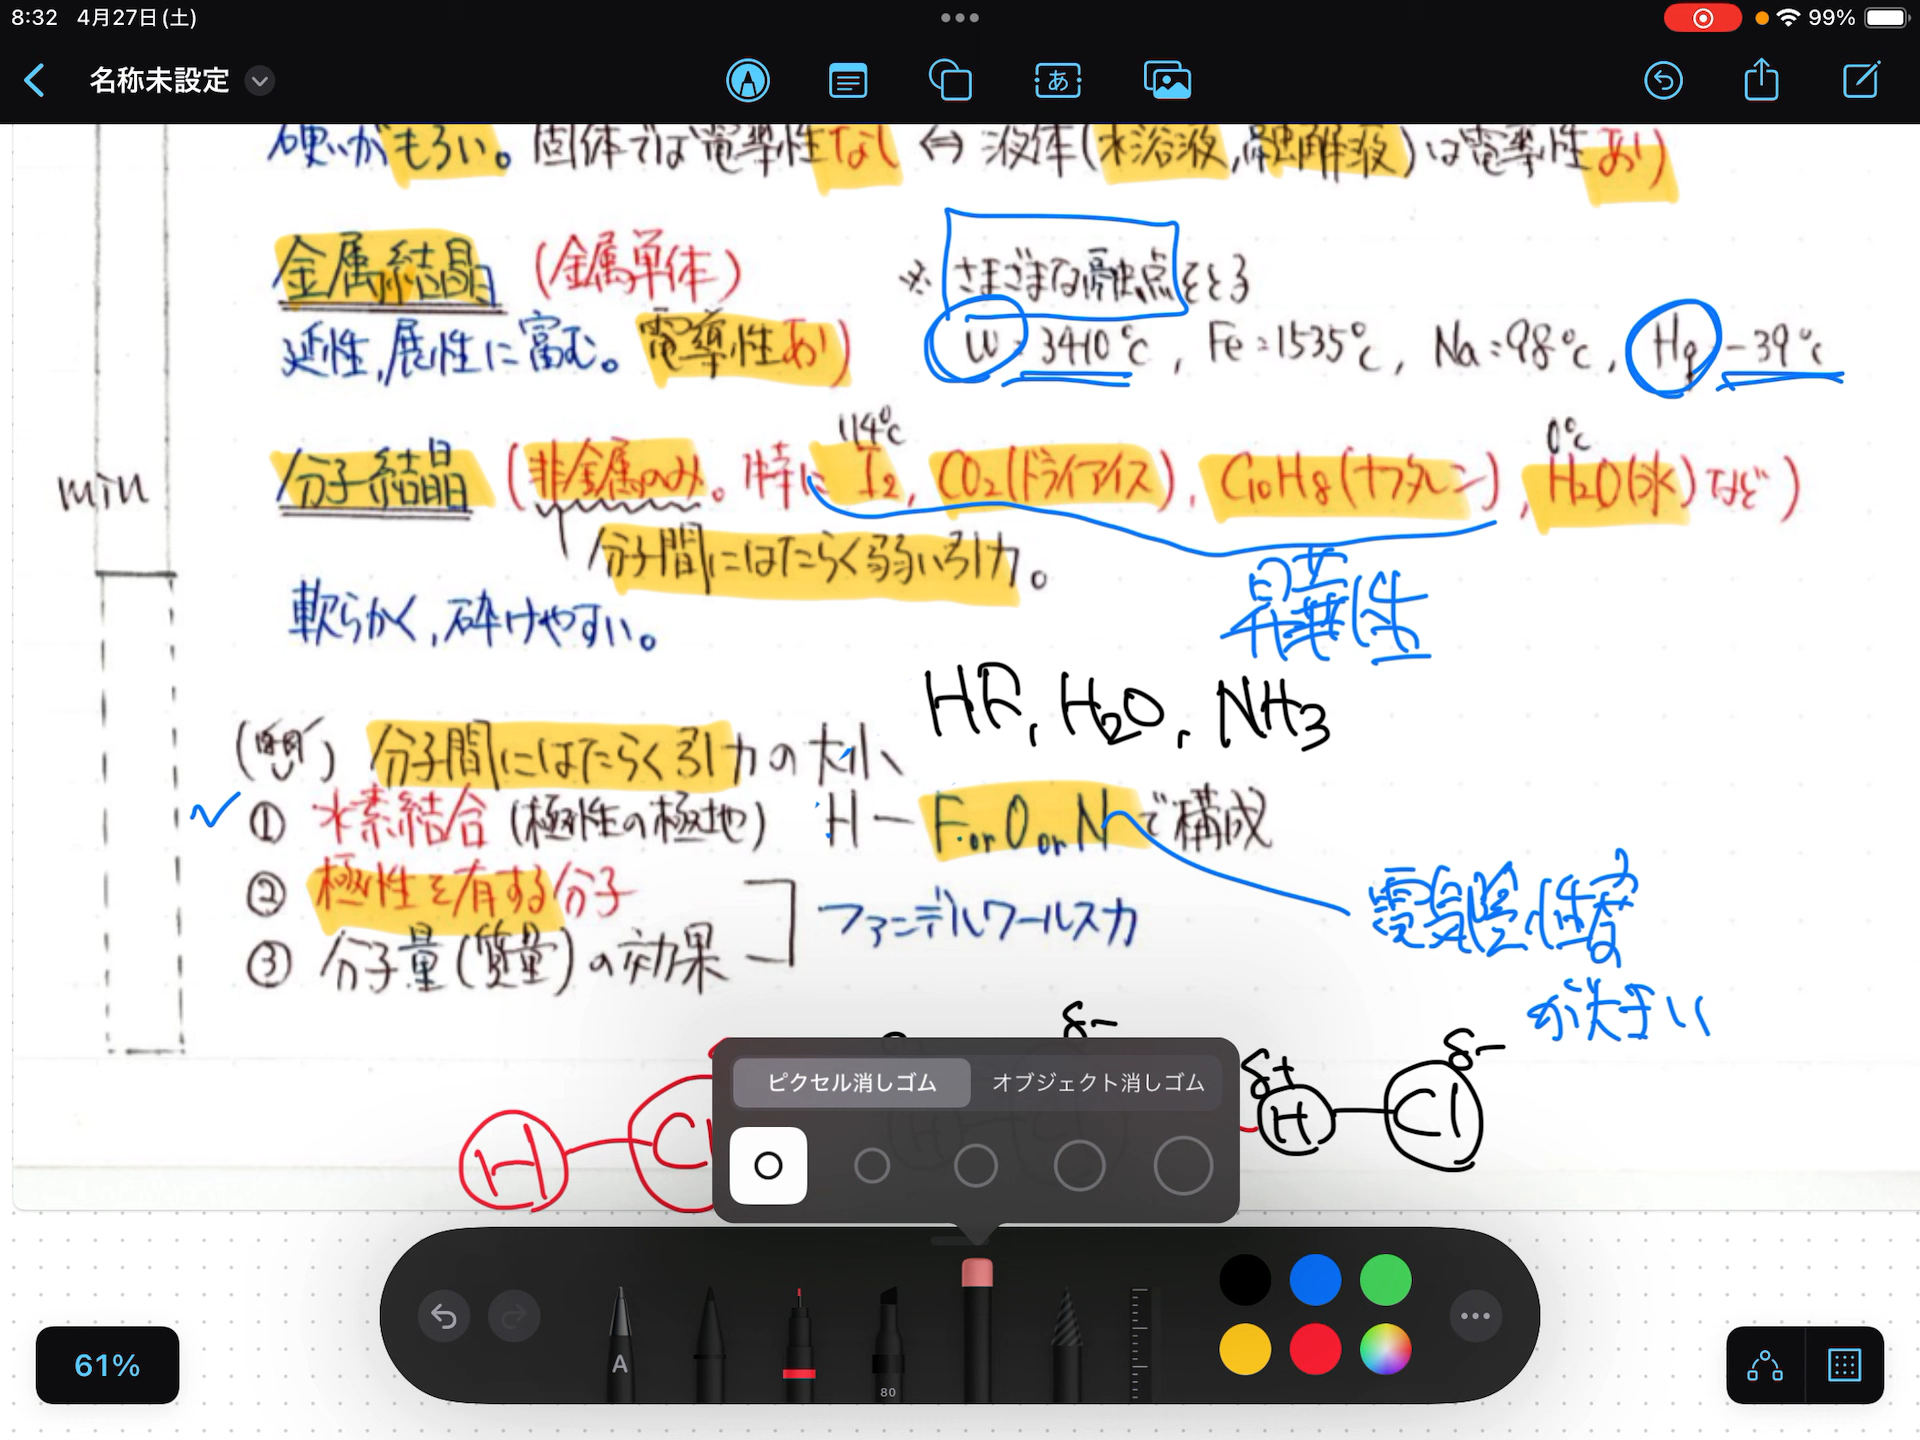 8:32 4月27日(土)
99%
名称未設定
硬いがもろい。固体では電導性なし ⇔ 液体(水溶液,融解液)は電導性あり
金属結晶 (金属単体) ※ さまざまな融点をとる
延性,展性に富む。電導性あり W:3410℃, Fe:1535℃, Na:98℃, Hg -39℃
114℃ 0℃
分子結晶 (非金属のみ。特に I2, CO2(ドライアイス), C10H8(ナフタレン), H2O(氷)など)
min
分子間にはたらく弱い引力。
昇華性
軟らかく,砕けやすい。
HF, H2O, NH3
分子間にはたらく引力の大小
① 水素結合 (極性の極地) H-F or O or N で構成
② 極性を有する分子
ファンデルワールス力
電気陰性度
③ 分子量(質量)の効果
が大きい
δ- δ+ δ-
H Cl H Cl
ピクセル消しゴム オブジェクト消しゴム
A 80
61%